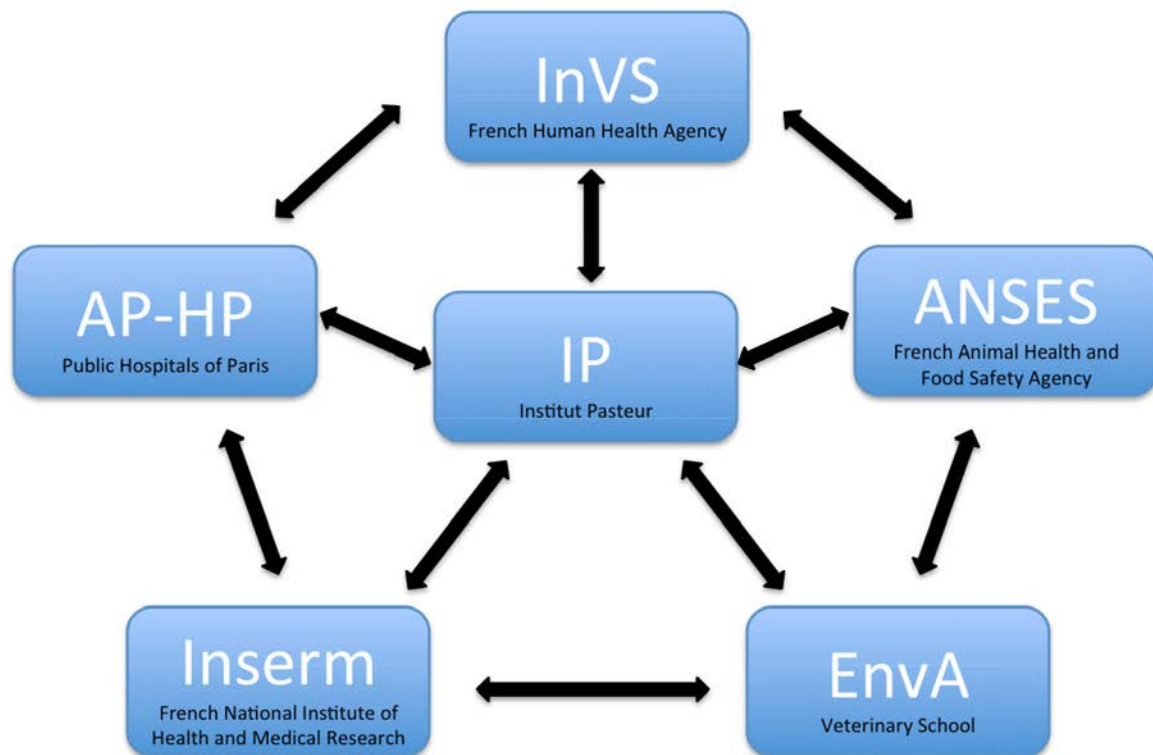 InVS
French Human Health Agency
AP-HP
Public Hospitals of Paris
IP
Institut Pasteur
ANSES
French Animal Health and
Food Safety Agency
Inserm
French National Institute of
Health and Medical Research
EnvA
Veterinary School